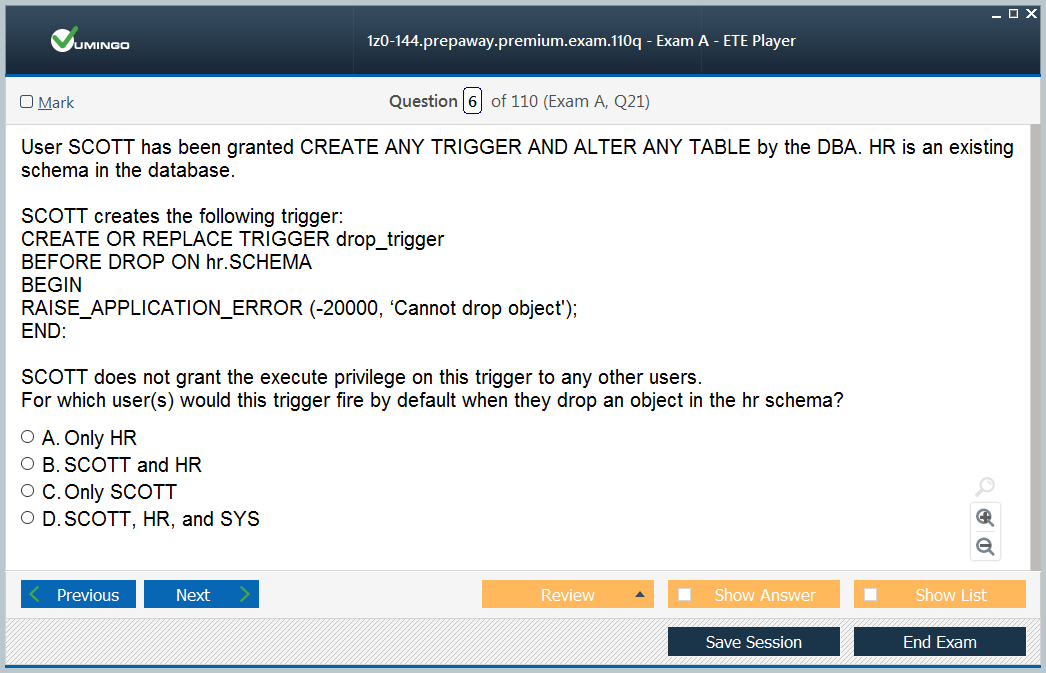 VUMINGO
1z0-144.prepaway.premium.exam.110q - Exam A - ETE Player
Mark
Question 6 of 110 (Exam A, Q21)
User SCOTT has been granted CREATE ANY TRIGGER AND ALTER ANY TABLE by the DBA. HR is an existing
schema in the database.
SCOTT creates the following trigger:
CREATE OR REPLACE TRIGGER drop_trigger
BEFORE DROP ON hr.SCHEMA
BEGIN
RAISE_APPLICATION_ERROR (-20000, ‘Cannot drop object');
END:
SCOTT does not grant the execute privilege on this trigger to any other users.
For which user(s) would this trigger fire by default when they drop an object in the hr schema?
A. Only HR
B. SCOTT and HR
C. Only SCOTT
D. SCOTT, HR, and SYS
Previous
Next
Review
Show Answer
Show List
Save Session
End Exam